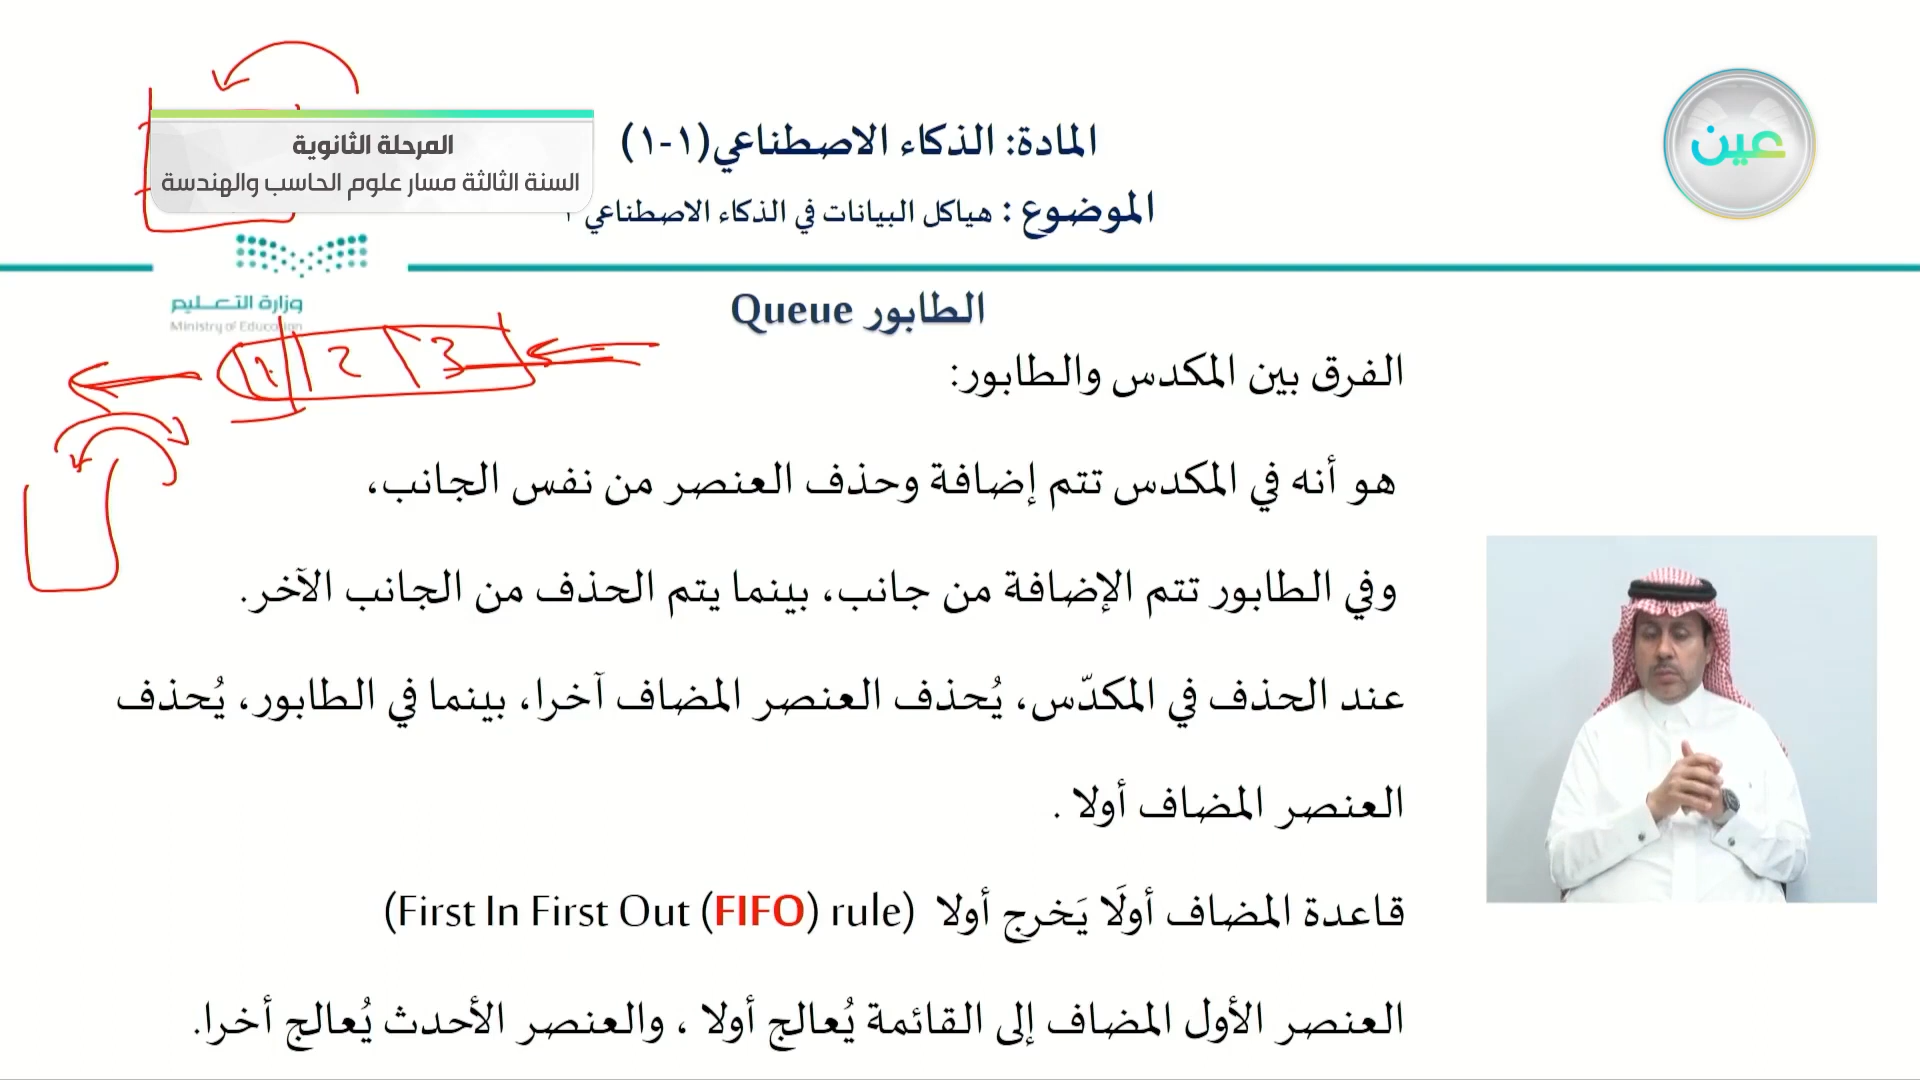 المرحلة الثانوية
السنة الثالثة مسار علوم الحاسب والهندسة
المادة: الذكاء الاصطناعي(١-١)
الموضوع : هياكل البيانات في الذكاء الاصطناعي
عين
وزارة التعليم
Ministry of Education
الطابور Queue
1 2 3
الفرق بين المكدس والطابور:
هو أنه في المكدس تتم إضافة وحذف العنصر من نفس الجانب،
وفي الطابور تتم الإضافة من جانب، بينما يتم الحذف من الجانب الآخر.
عند الحذف في المكدّس، يُحذف العنصر المضاف آخرا، بينما في الطابور، يُحذف
العنصر المضاف أولا .
قاعدة المضاف أولَا يَخرج أولا (First In First Out (FIFO) rule)
العنصر الأول المضاف إلى القائمة يُعالج أولا ، والعنصر الأحدث يُعالج أخرا.